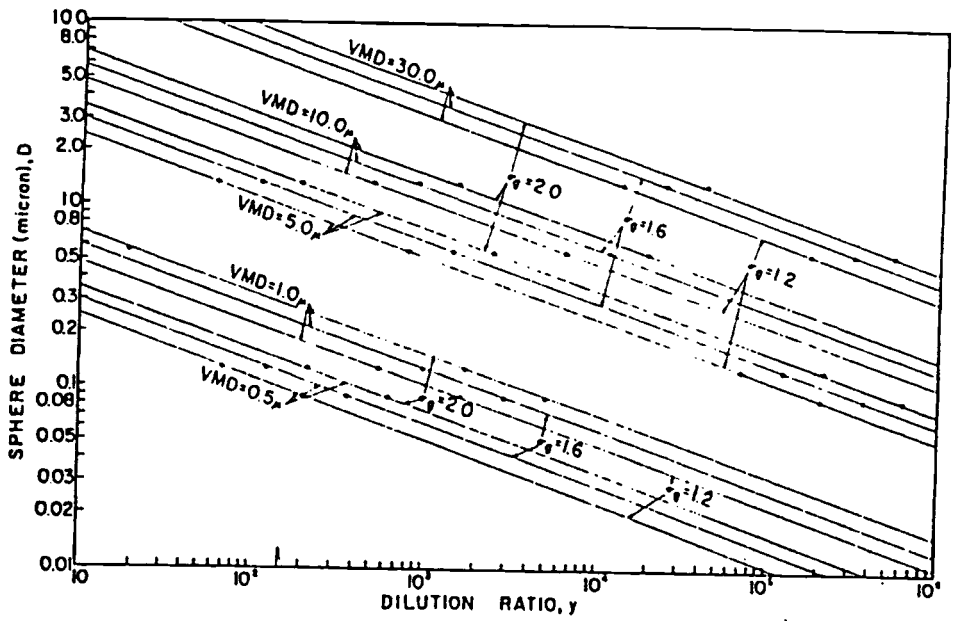 SPHERE DIAMETER (micron), D
10.0
8.0
5.0
3.0
2.0
1.0
0.8
0.5
0.3
0.2
0.1
0.08
0.05
0.03
0.02
0.01
VMD=30.0μ
VMD=10.0μ
σg=2.0
VMD=5.0μ
σg=1.6
σg=1.2
VMD=1.0μ
VMD=0.5μ
σg=2.0
σg=1.6
σg=1.2
10 10² 10³ 10⁴ 10⁵ 10⁶
DILUTION RATIO, y